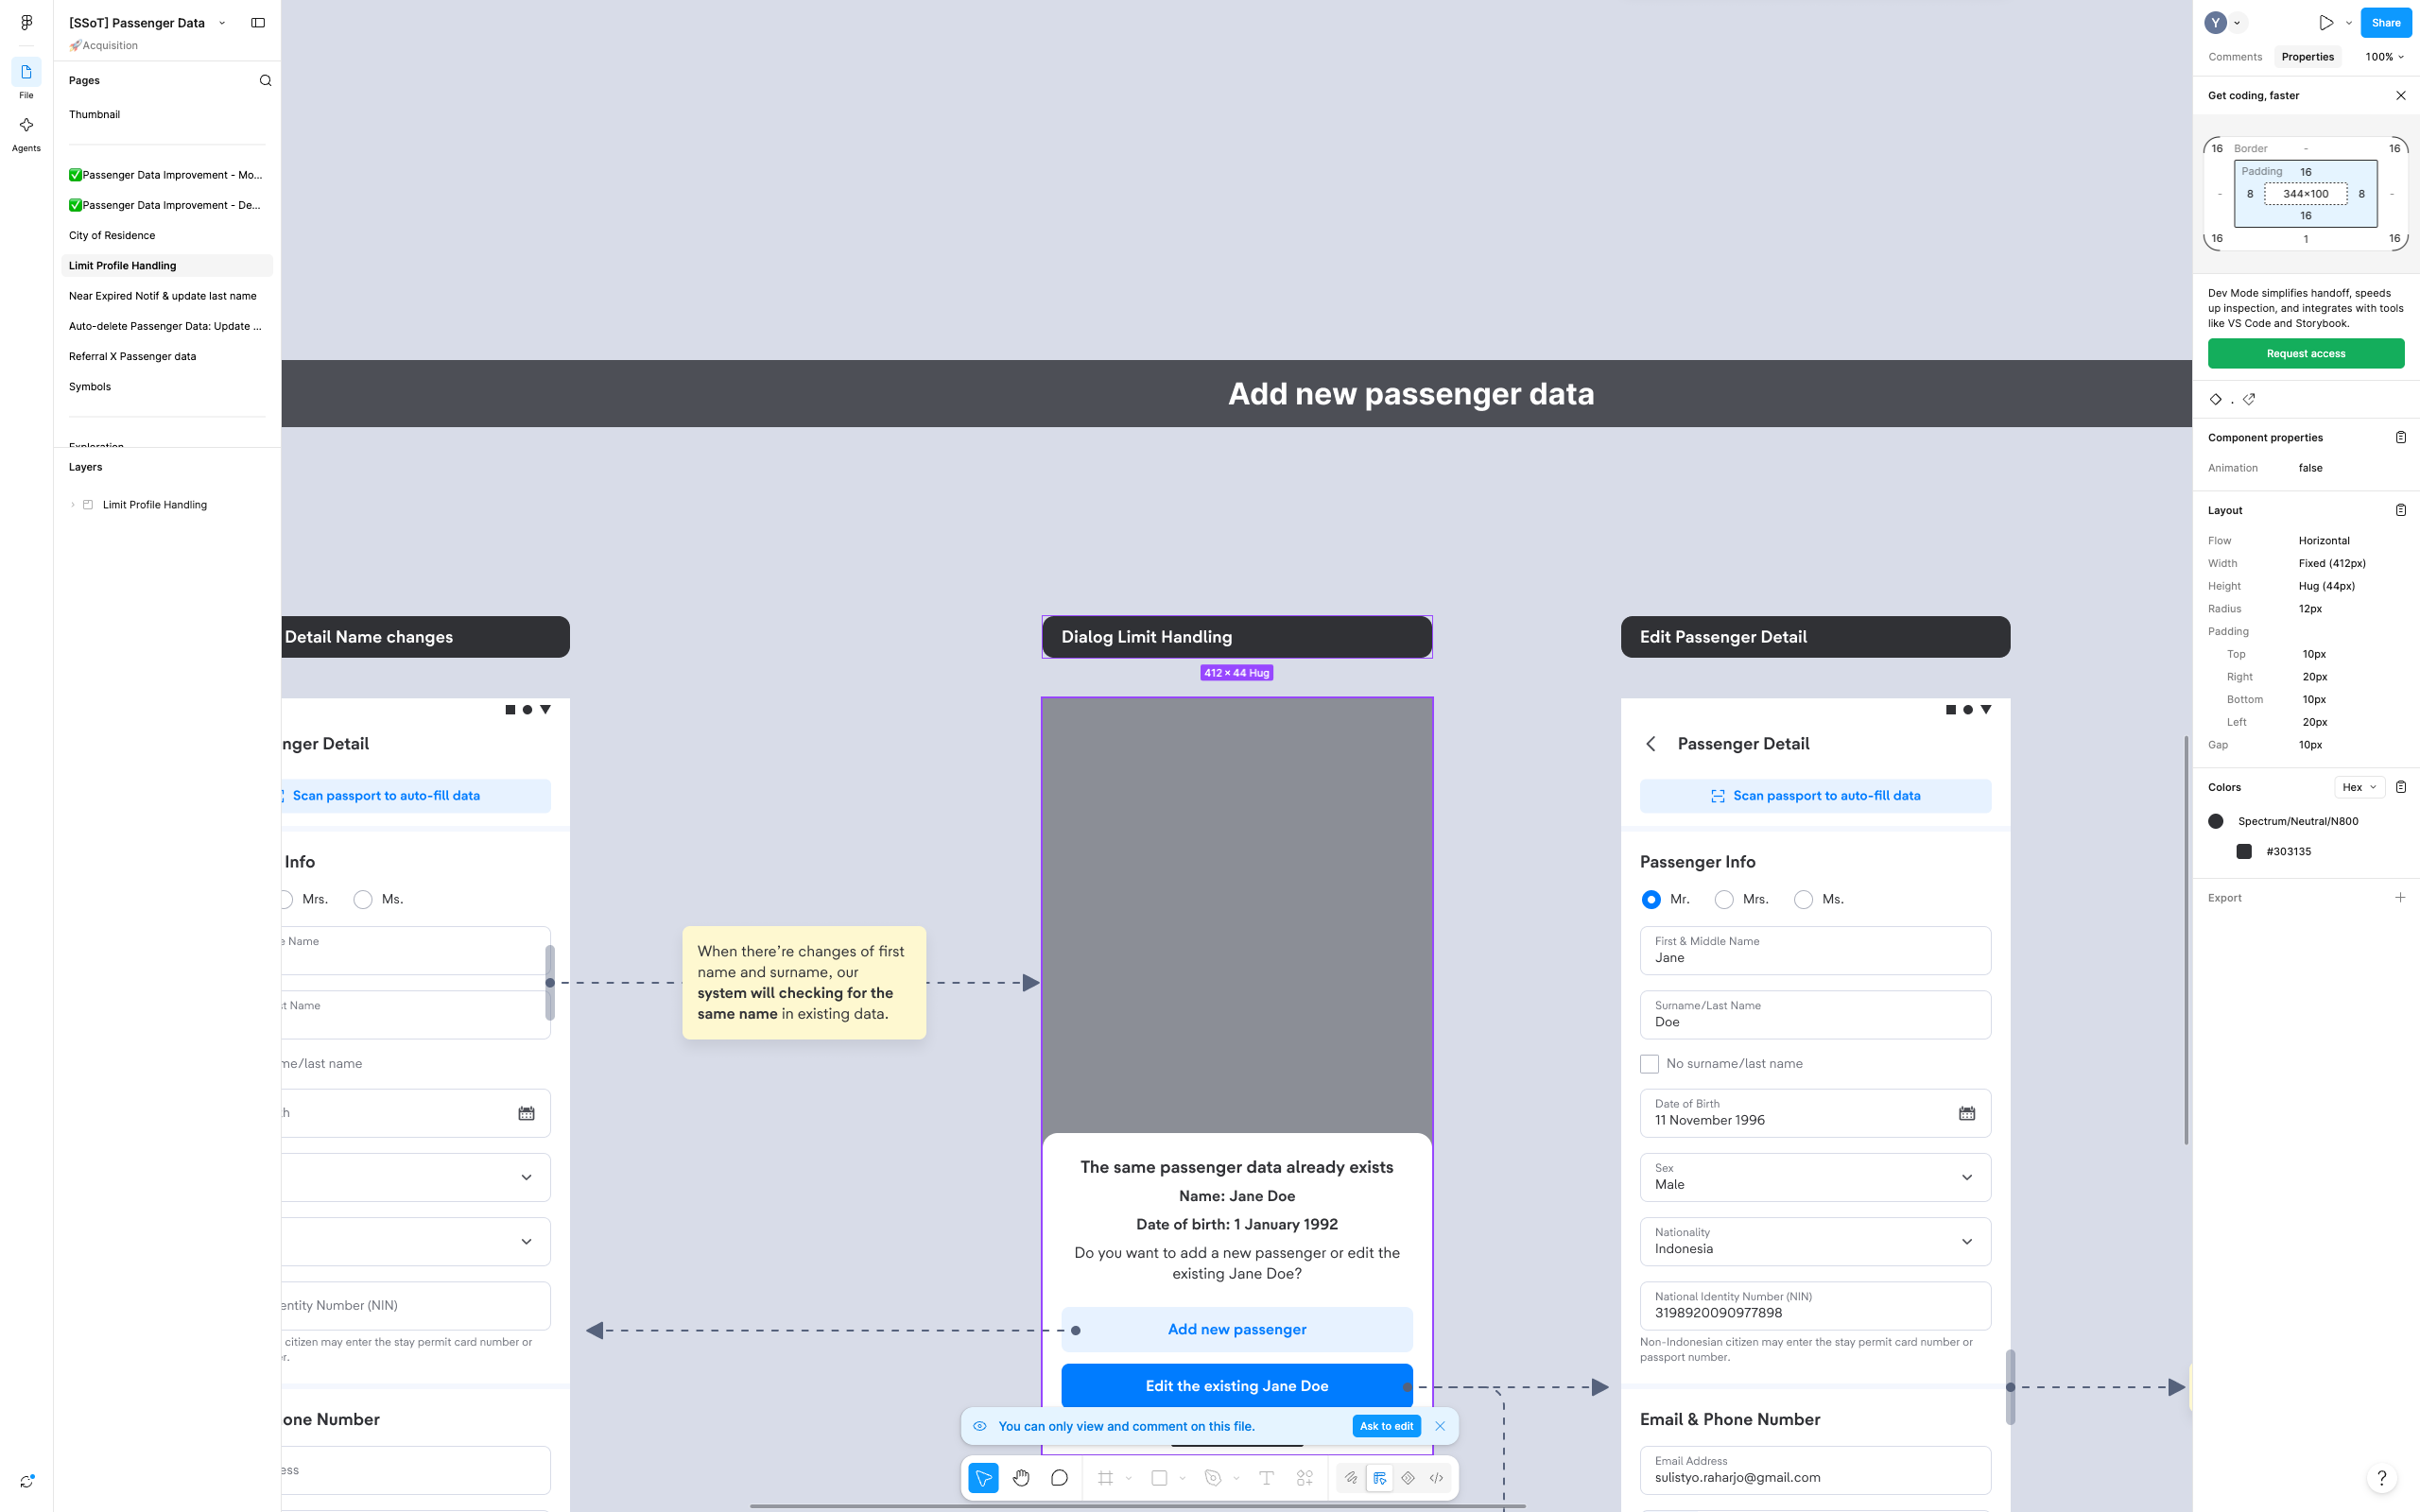 [SSoT] Passenger Data
🚀Acquisition
File
Agents
Pages
Thumbnail
✅Passenger Data Improvement - Mo...
✅Passenger Data Improvement - De...
City of Residence
Limit Profile Handling
Near Expired Notif & update last name
Auto-delete Passenger Data: Update ...
Referral X Passenger data
Symbols
Exploration
Layers
Limit Profile Handling
Add new passenger data
Detail Name changes
nger Detail
Scan passport to auto-fill data
Info
Mrs.
Ms.
e Name
t Name
me/last name
th
entity Number (NIN)
citizen may enter the stay permit card number or
r.
one Number
ess
When there’re changes of first
name and surname, our
system will checking for the
same name in existing data.
Dialog Limit Handling
412 × 44 Hug
The same passenger data already exists
Name: Jane Doe
Date of birth: 1 January 1992
Do you want to add a new passenger or edit the
existing Jane Doe?
Add new passenger
Edit the existing Jane Doe
You can only view and comment on this file.
Ask to edit
Edit Passenger Detail
Passenger Detail
Scan passport to auto-fill data
Passenger Info
Mr.
Mrs.
Ms.
First & Middle Name
Jane
Surname/Last Name
Doe
No surname/last name
Date of Birth
11 November 1996
Sex
Male
Nationality
Indonesia
National Identity Number (NIN)
3198920090977898
Non-Indonesian citizen may enter the stay permit card number or
passport number.
Email & Phone Number
Email Address
sulistyo.raharjo@gmail.com
Y
Share
Comments
Properties
100%
Get coding, faster
16 Border - 16
Padding 16
- 8 344×100 8 -
16
16 1 16
Dev Mode simplifies handoff, speeds
up inspection, and integrates with tools
like VS Code and Storybook.
Request access
.
Component properties
Animation false
Layout
Flow Horizontal
Width Fixed (412px)
Height Hug (44px)
Radius 12px
Padding
Top 10px
Right 20px
Bottom 10px
Left 20px
Gap 10px
Colors Hex
Spectrum/Neutral/N800
#303135
Export
?